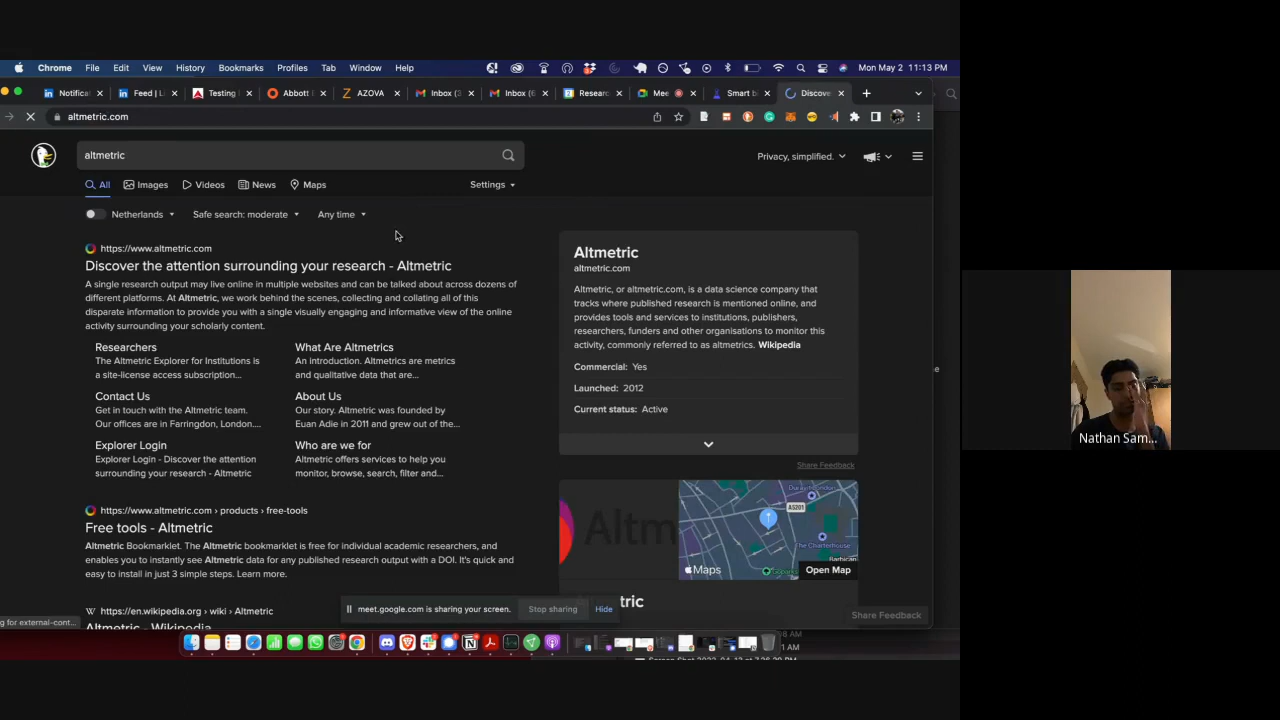 Chrome File Edit View History Bookmarks Profiles Tab Window Help Mon May 2 11:13 PM
Notificat Feed | Li Testing Abbott AZOVA Inbox (3 Inbox (6 Researc Mee Smart b Discove
altmetric.com
altmetric
Privacy, simplified.
All Images Videos News Maps Settings
Netherlands Safe search: moderate Any time
https://www.altmetric.com
Discover the attention surrounding your research - Altmetric
A single research output may live online in multiple websites and can be talked about across dozens of
different platforms. At Altmetric, we work behind the scenes, collecting and collating all of this
disparate information to provide you with a single visually engaging and informative view of the online
activity surrounding your scholarly content.
Researchers
The Altmetric Explorer for Institutions is
a site-license access subscription...
What Are Altmetrics
An introduction. Altmetrics are metrics
and qualitative data that are...
Contact Us
Get in touch with the Altmetric team.
Our offices are in Farringdon, London....
About Us
Our story. Altmetric was founded by
Euan Adie in 2011 and grew out of the...
Explorer Login
Explorer Login - Discover the attention
surrounding your research - Altmetric
Who are we for
Altmetric offers services to help you
monitor, browse, search, filter and...
https://www.altmetric.com › products › free-tools
Free tools - Altmetric
Altmetric Bookmarklet. The Altmetric bookmarklet is free for individual academic researchers, and
enables you to instantly see Altmetric data for any published research output with a DOI. It's quick and
easy to install in just 3 simple steps. Learn more.
W https://en.wikipedia.org › wiki › Altmetric
Altmetric - Wikipedia
Altmetric
altmetric.com
Altmetric, or altmetric.com, is a data science company that
tracks where published research is mentioned online, and
provides tools and services to institutions, publishers,
researchers, funders and other organisations to monitor this
activity, commonly referred to as altmetrics. Wikipedia
Commercial: Yes
Launched: 2012
Current status: Active
Share Feedback
Altm
A5201
The Charterhouse
Barbican
Maps
Open Map
tric
Share Feedback
meet.google.com is sharing your screen. Stop sharing Hide
g for external-cont...
Nathan Sam...